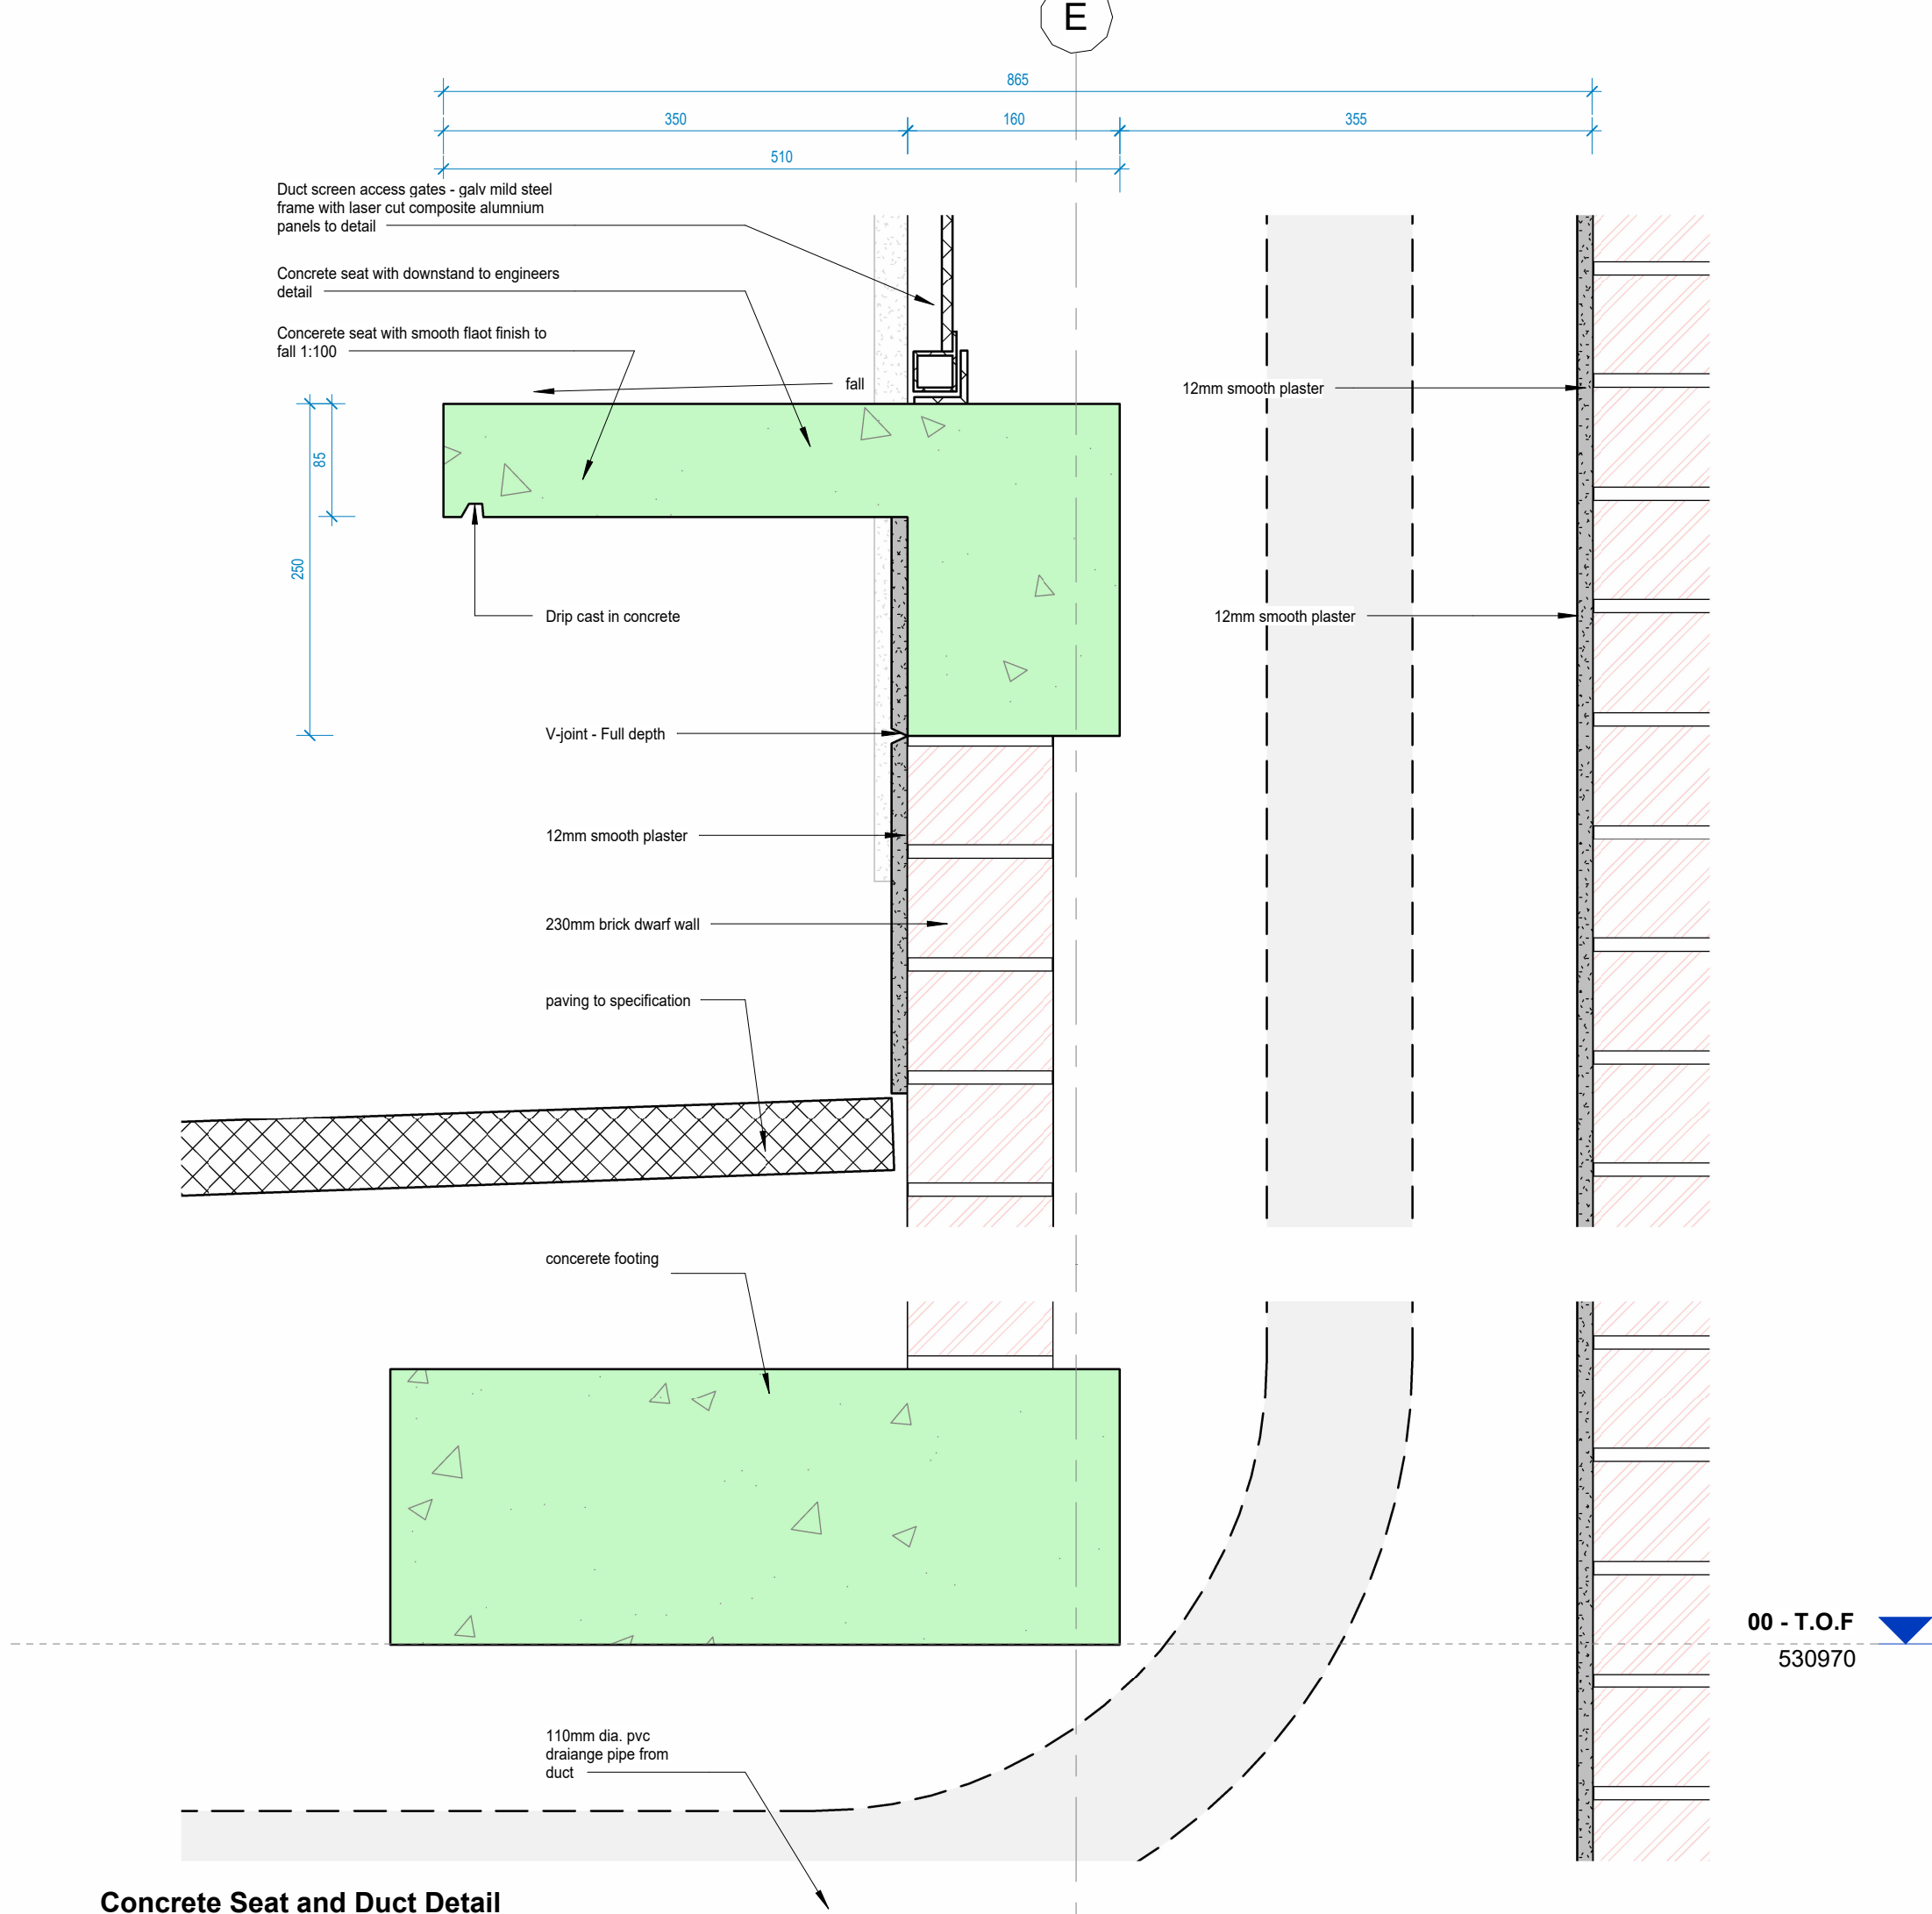 E
865
350
160
355
510
Duct screen access gates - galv mild steel
frame with laser cut composite alumnium
panels to detail
Concrete seat with downstand to engineers
detail
Concerete seat with smooth flaot finish to
fall 1:100
fall
12mm smooth plaster
85
250
Drip cast in concrete
12mm smooth plaster
V-joint - Full depth
12mm smooth plaster
230mm brick dwarf wall
paving to specification
concerete footing
00 - T.O.F
530970
110mm dia. pvc
draiange pipe from
duct
Concrete Seat and Duct Detail